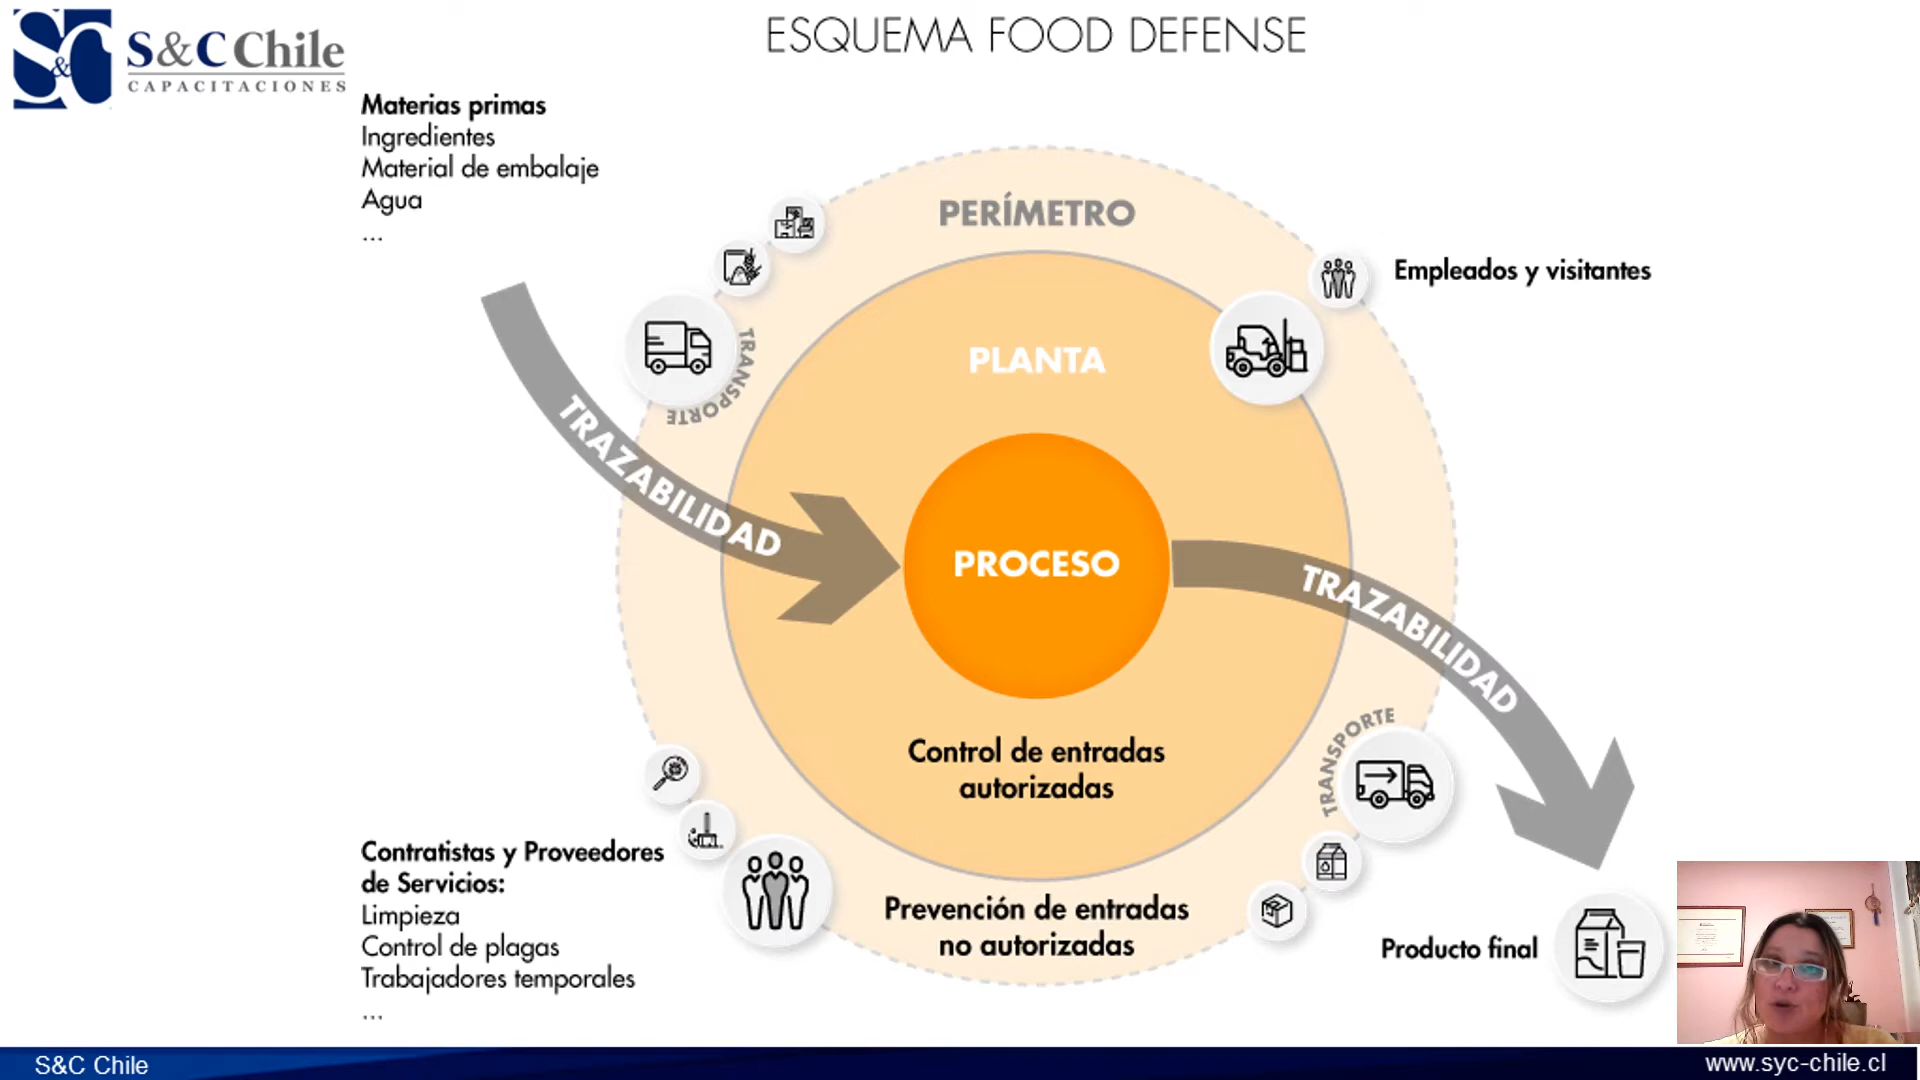 S&C Chile
CAPACITACIONES
ESQUEMA FOOD DEFENSE
Materias primas
Ingredientes
Material de embalaje
Agua
...
PERÍMETRO
Empleados y visitantes
TRANSPORTE
PLANTA
TRAZABILIDAD
PROCESO
TRAZABILIDAD
TRANSPORTE
Control de entradas
autorizadas
Contratistas y Proveedores
de Servicios:
Limpieza
Control de plagas
Trabajadores temporales
...
Prevención de entradas
no autorizadas
Producto final
S&C Chile
www.syc-chile.cl